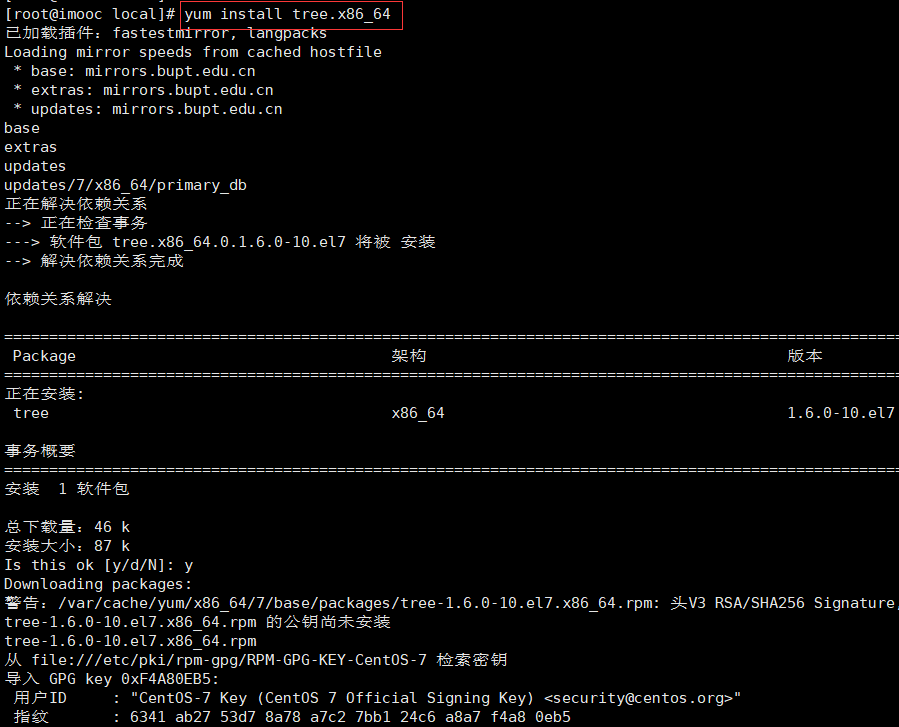 [root@imooc local]# yum install tree.x86_64
已加载插件：fastestmirror, langpacks
Loading mirror speeds from cached hostfile
 * base: mirrors.bupt.edu.cn
 * extras: mirrors.bupt.edu.cn
 * updates: mirrors.bupt.edu.cn
base
extras
updates
updates/7/x86_64/primary_db
正在解决依赖关系
--> 正在检查事务
---> 软件包 tree.x86_64.0.1.6.0-10.el7 将被 安装
--> 解决依赖关系完成
依赖关系解决
================================================================================
Package 架构 版本
================================================================================
正在安装:
tree x86_64 1.6.0-10.el7
事务概要
================================================================================
安装  1 软件包
总下载量：46 k
安装大小：87 k
Is this ok [y/d/N]: y
Downloading packages:
警告：/var/cache/yum/x86_64/7/base/packages/tree-1.6.0-10.el7.x86_64.rpm: 头V3 RSA/SHA256 Signature,
tree-1.6.0-10.el7.x86_64.rpm 的公钥尚未安装
tree-1.6.0-10.el7.x86_64.rpm
从 file:///etc/pki/rpm-gpg/RPM-GPG-KEY-CentOS-7 检索密钥
导入 GPG key 0xF4A80EB5:
用户ID     : "CentOS-7 Key (CentOS 7 Official Signing Key) <security@centos.org>"
指纹       : 6341 ab27 53d7 8a78 a7c2 7bb1 24c6 a8a7 f4a8 0eb5